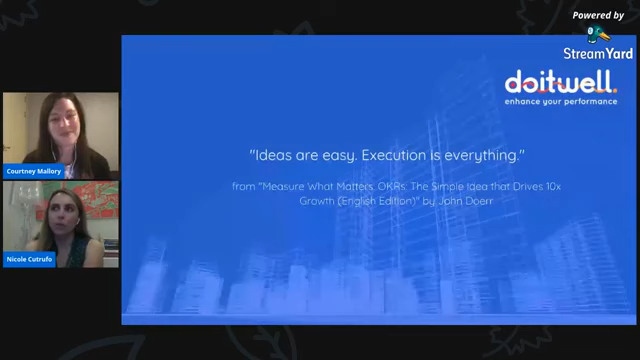 Powered by
StreamYard
doitwell.
enhance your performance
"Ideas are easy. Execution is everything."
from "Measure What Matters: OKRs: The Simple Idea that Drives 10x
Growth (English Edition)" by John Doerr
Courtney Mallory
Nicole Cutrufo